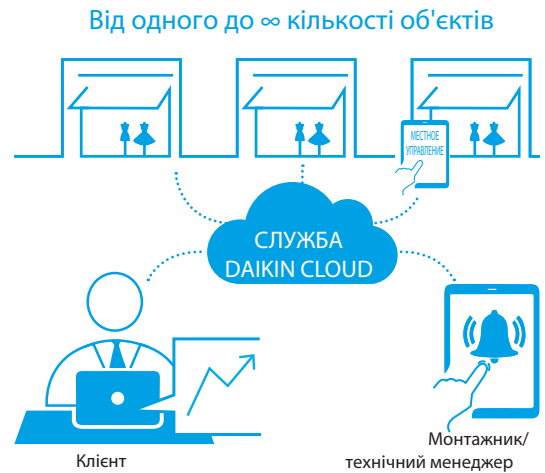 Від одного до ∞ кількості об'єктів
МЕСТНОЕ
УПРАВЛЕНИЕ
СЛУЖБА
DAIKIN CLOUD
Клієнт
Монтажник/
технічний менеджер